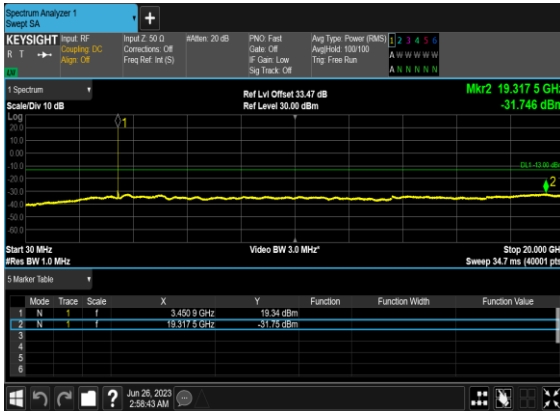 Spectrum Analyzer 1
Swept SA
+
KEYSIGHT Input: RF Input Z: 50 Ω #Atten: 20 dB PNO: Fast Avg Type: Power (RMS) 1 2 3 4 5 6
R T Coupling: DC Corrections: Off Gate: Off Avg|Hold: 100/100 A W W W W W
Align: Off Freq Ref: Int (S) IF Gain: Low Trig: Free Run A N N N N N
Sig Track: Off
1 Spectrum
Scale/Div 10 dB
Ref Lvl Offset 33.47 dB
Ref Level 30.00 dBm
Mkr2 19.317 5 GHz
-31.746 dBm
Log
20.0
10.0
0.00
-10.0
-20.0
-30.0
-40.0
-50.0
-60.0
1
DL1 -13.00 dBm
2
Start 30 MHz Video BW 3.0 MHz* Stop 20.000 GHz
#Res BW 1.0 MHz Sweep 34.7 ms (40001 pts)
5 Marker Table
Mode Trace Scale X Y Function Function Width Function Value
1 N 1 f 3.450 9 GHz 19.34 dBm
2 N 1 f 19.317 5 GHz -31.75 dBm
3
4
5
6
?
Jun 26, 2023
2:58:43 AM